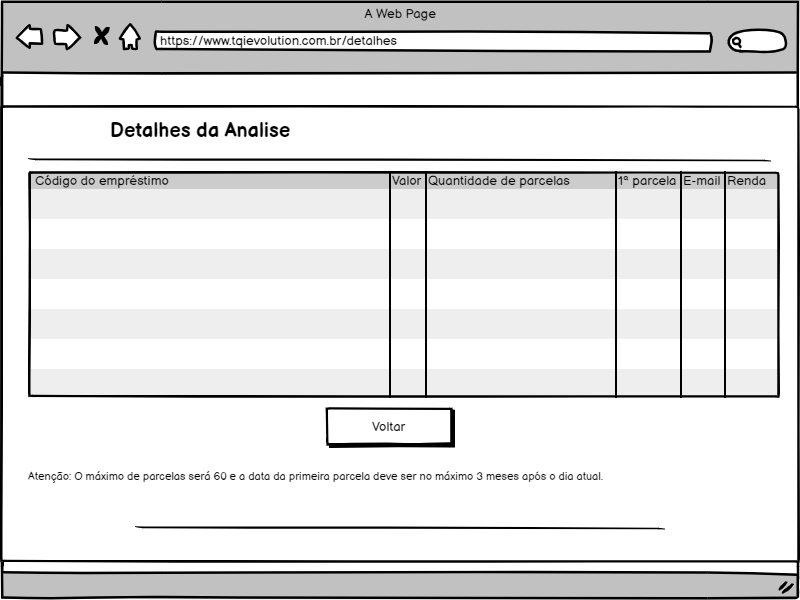 A Web Page
https://www.tqievolution.com.br/detalhes
Detalhes da Analise
Código do empréstimo Valor Quantidade de parcelas 1ª parcela E-mail Renda
Voltar
Atenção: O máximo de parcelas será 60 e a data da primeira parcela deve ser no máximo 3 meses após o dia atual.